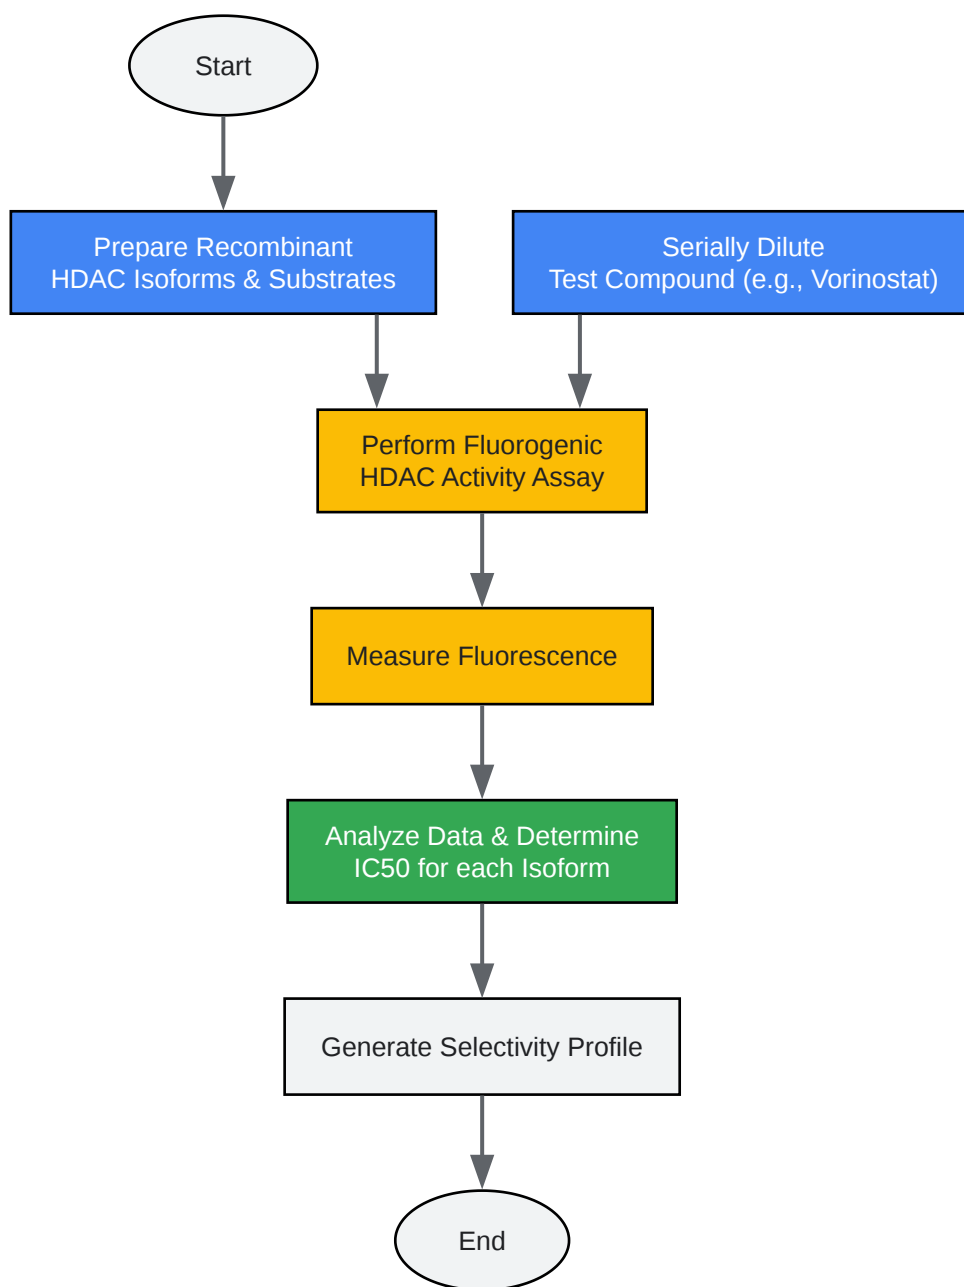 Start
Prepare Recombinant
HDAC Isoforms & Substrates
Serially Dilute
Test Compound (e.g., Vorinostat)
Perform Fluorogenic
HDAC Activity Assay
Measure Fluorescence
Analyze Data & Determine
IC50 for each Isoform
Generate Selectivity Profile
End